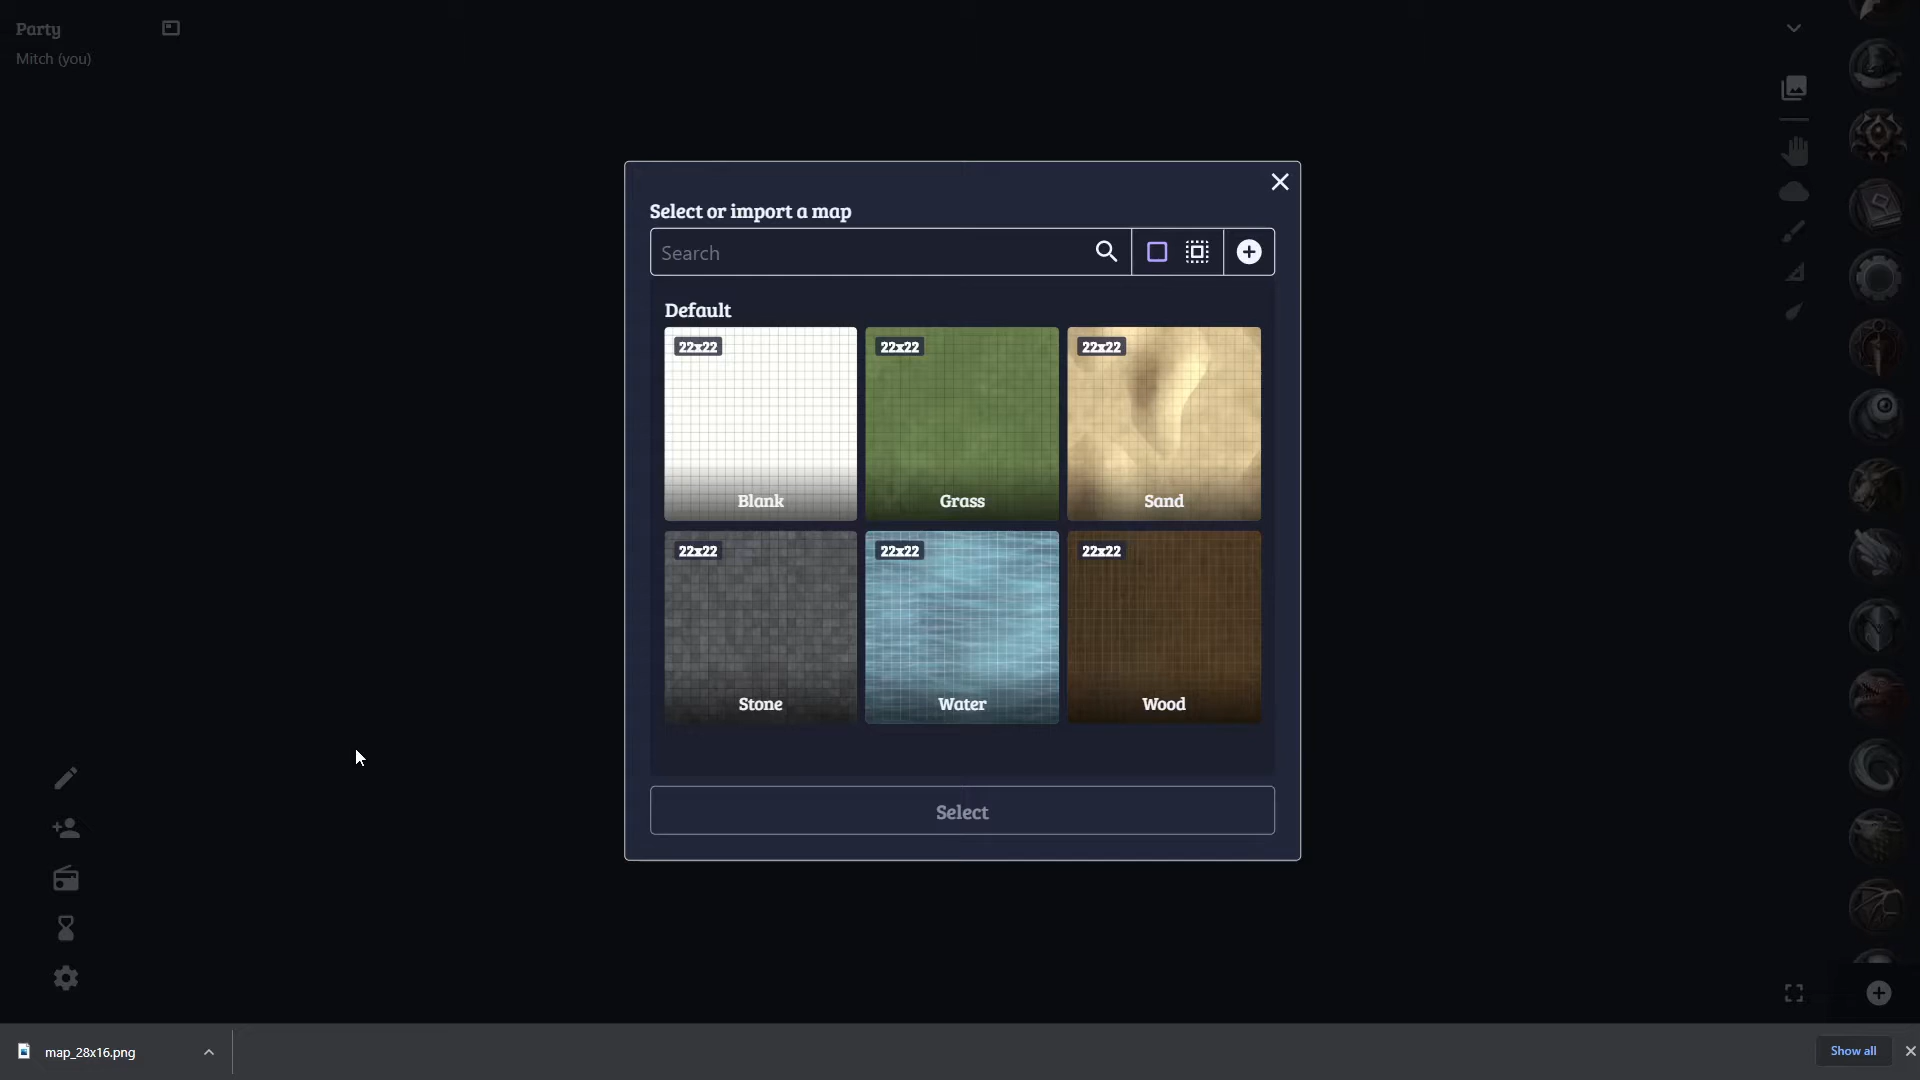 Party
Mitch (you)
Select or import a map
Search
Default
22x22
22x22
22x22
Blank
Grass
Sand
22x22
22x22
22x22
Stone
Water
Wood
Select
map_28x16.png
Show all